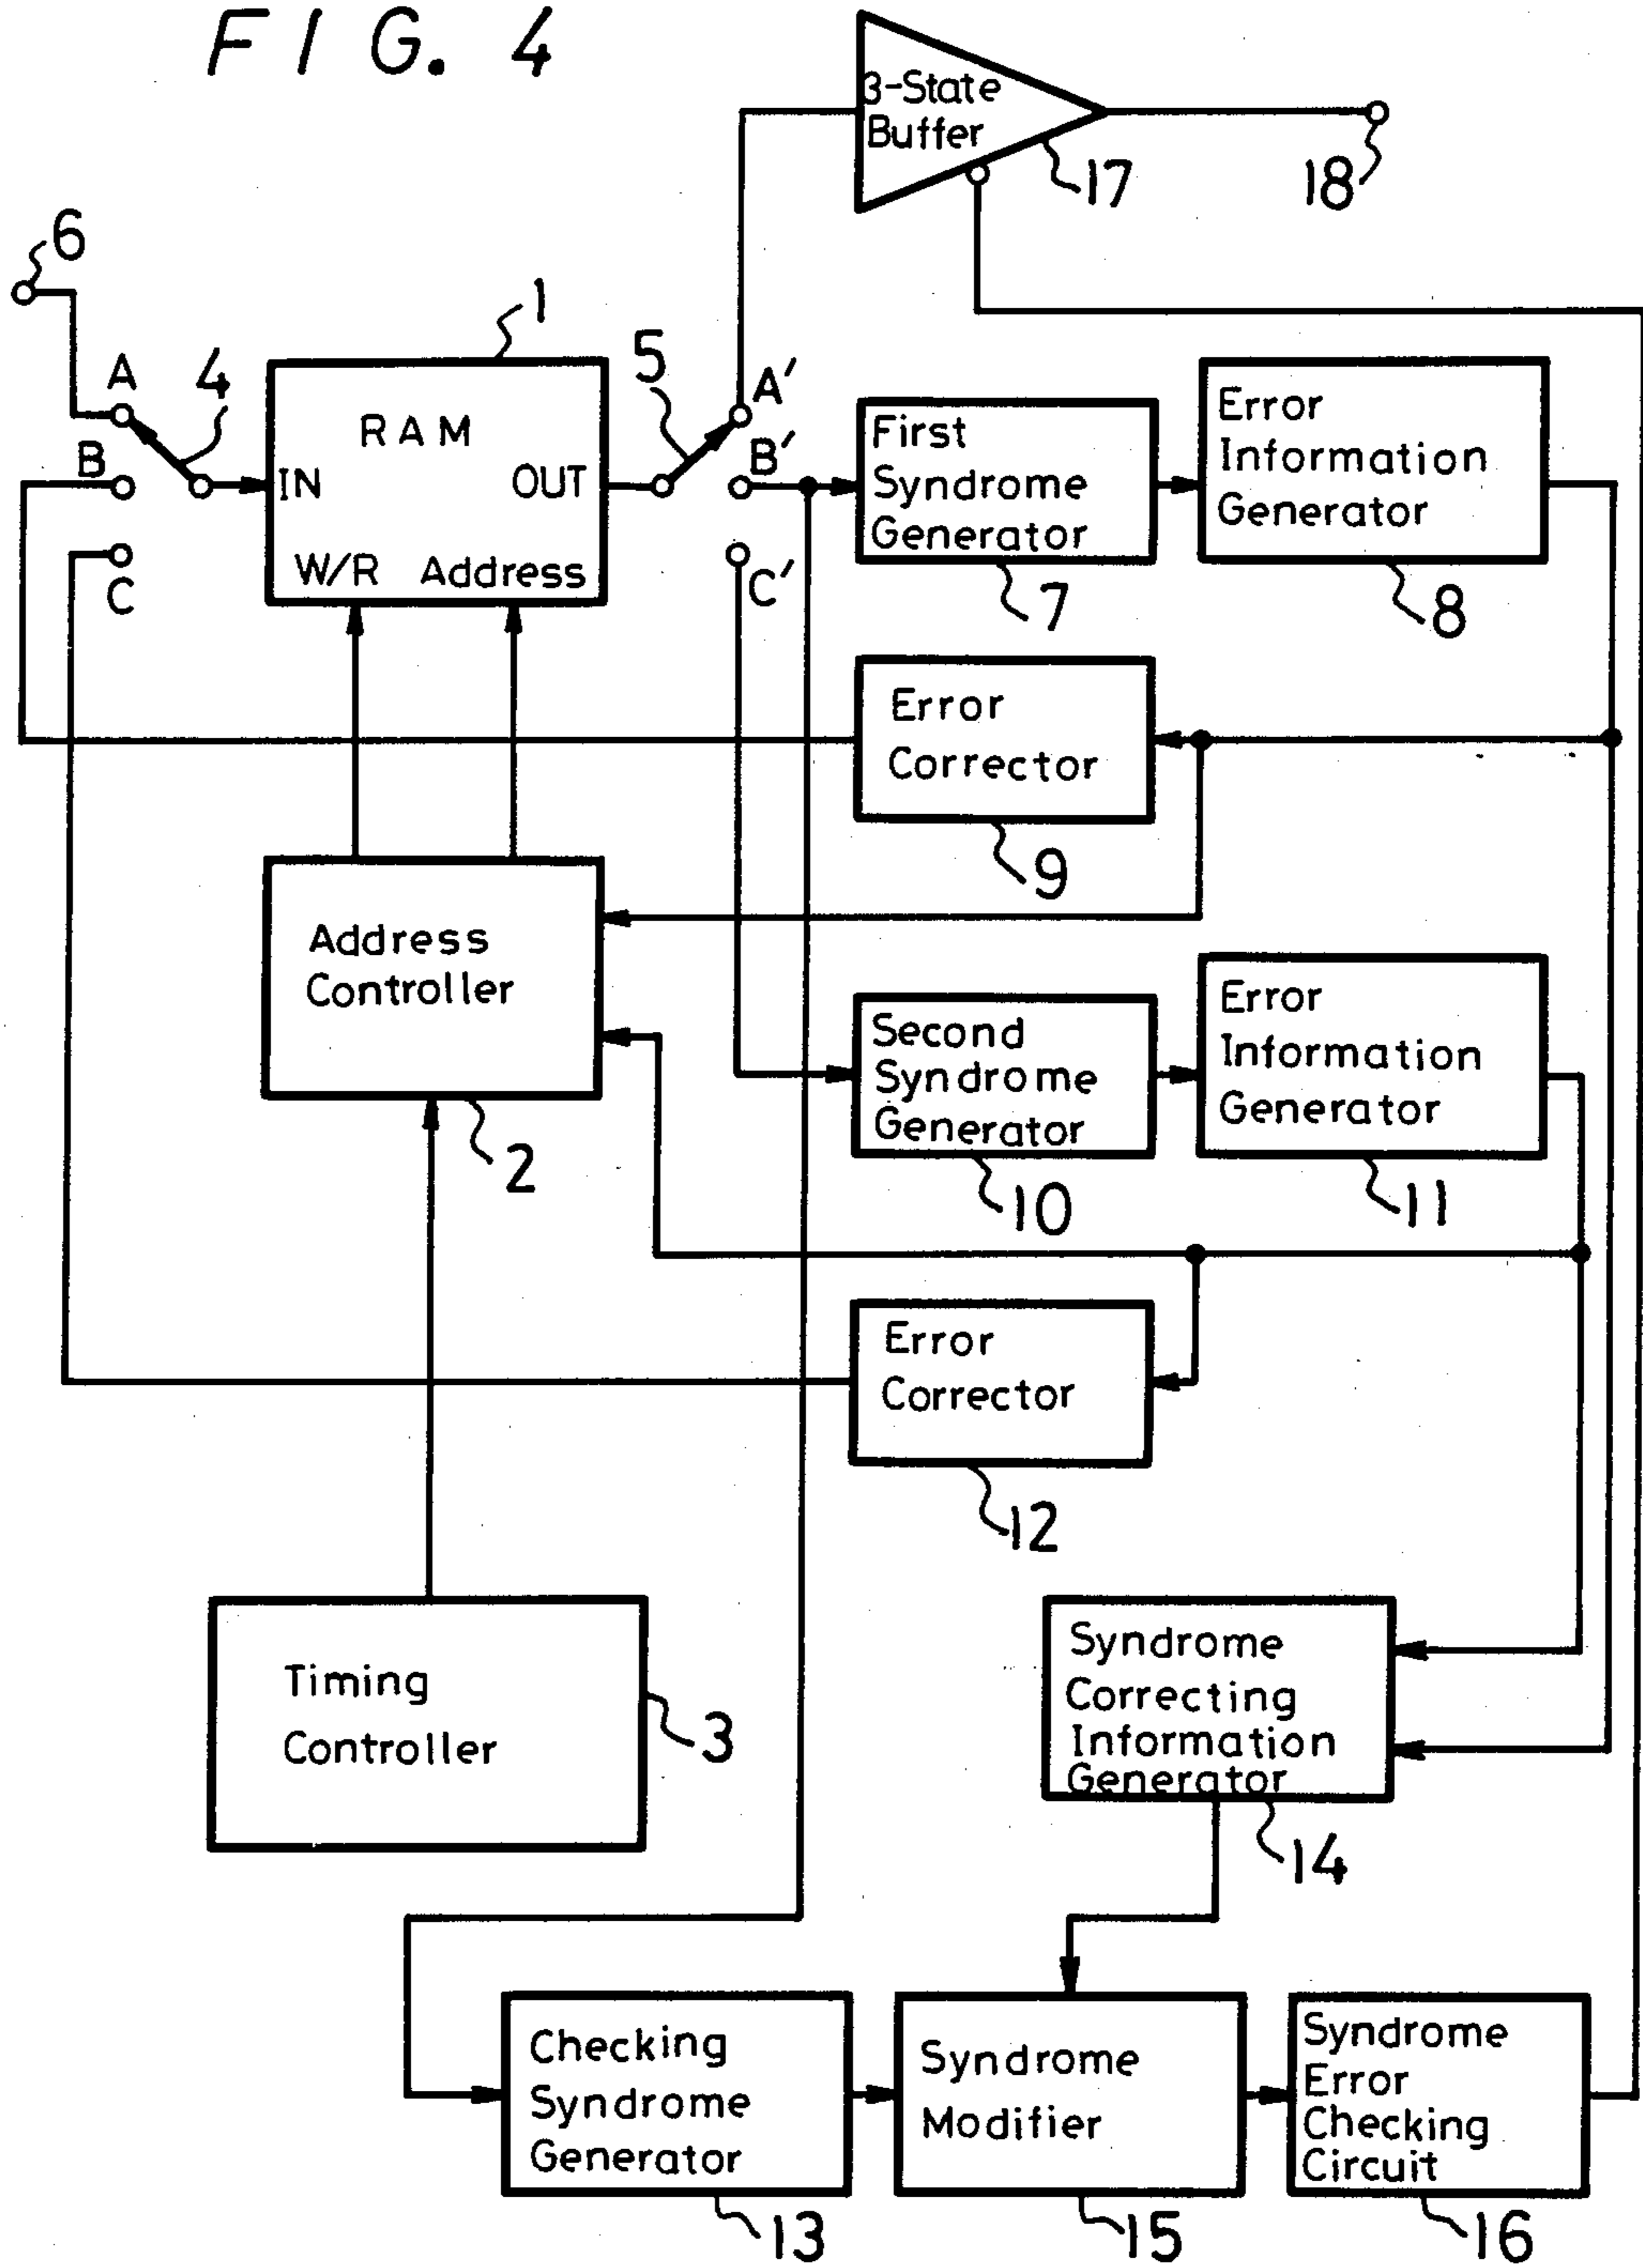 FIG. 4
3-State
Buffer
17
18
6
1
A
4
5
A'
B
B'
C
C'
RAM
IN
OUT
W/R Address
First
Syndrome
Generator
7
Error
Information
Generator
8
Error
Corrector
9
Address
Controller
2
Second
Syndrome
Generator
10
Error
Information
Generator
11
Error
Corrector
12
Timing
Controller
3
Syndrome
Correcting
Information
Generator
14
Checking
Syndrome
Generator
13
Syndrome
Modifier
15
Syndrome
Error
Checking
Circuit
16